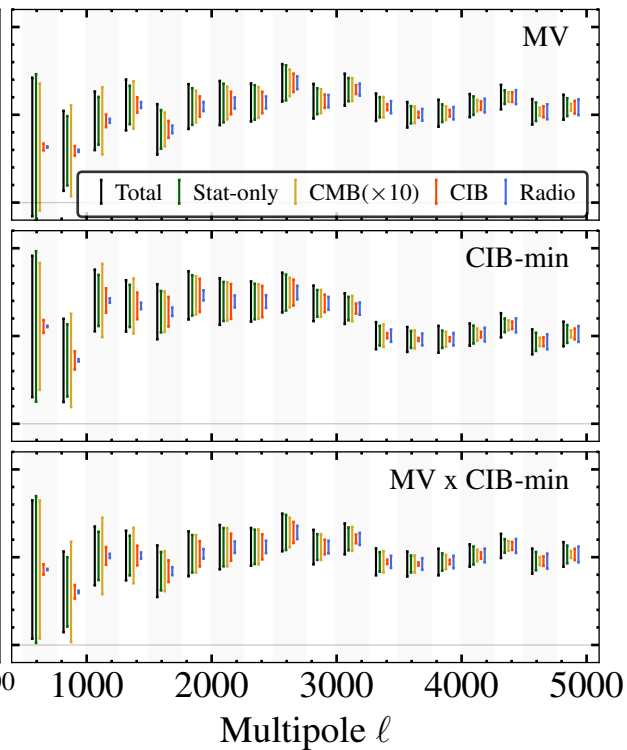 MV
Total Stat-only CMB(×10) CIB Radio
CIB-min
MV x CIB-min
00 1000 2000 3000 4000 5000
Multipole ℓ